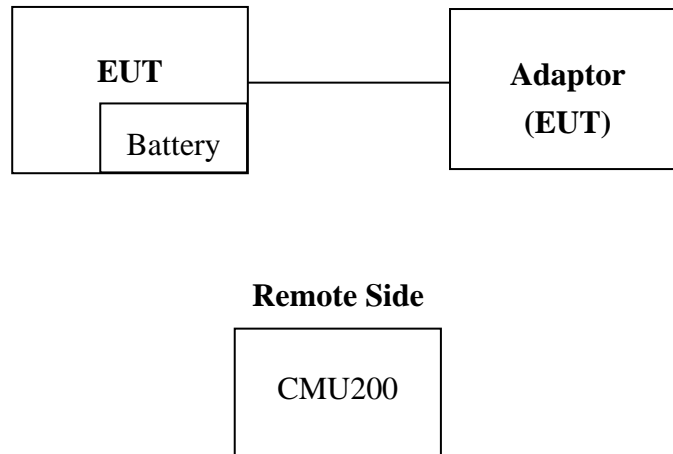 EUT
Battery
Adaptor
(EUT)
Remote Side
CMU200